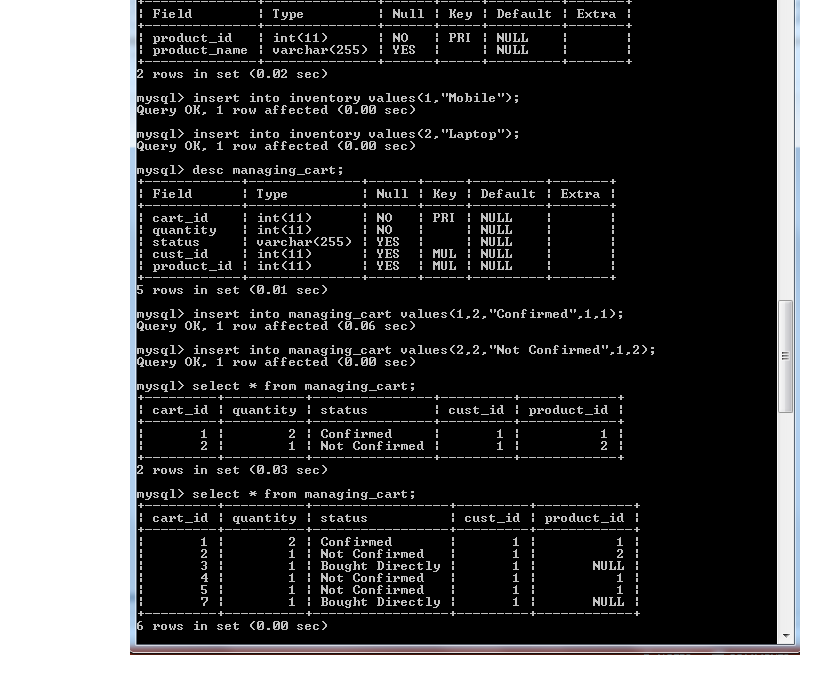 | Field | Type | Null | Key | Default | Extra |
| product_id | int(11) | NO | PRI | NULL | |
| product_name | varchar(255) | YES | | NULL | |
2 rows in set (0.02 sec)
mysql> insert into inventory values(1,"Mobile");
Query OK, 1 row affected (0.00 sec)
mysql> insert into inventory values(2,"Laptop");
Query OK, 1 row affected (0.00 sec)
mysql> desc managing_cart;
| Field | Type | Null | Key | Default | Extra |
| cart_id | int(11) | NO | PRI | NULL | |
| quantity | int(11) | NO | | NULL | |
| status | varchar(255) | YES | | NULL | |
| cust_id | int(11) | YES | MUL | NULL | |
| product_id | int(11) | YES | MUL | NULL | |
5 rows in set (0.01 sec)
mysql> insert into managing_cart values(1,2,"Confirmed",1,1);
Query OK, 1 row affected (0.06 sec)
mysql> insert into managing_cart values(2,2,"Not Confirmed",1,2);
Query OK, 1 row affected (0.00 sec)
mysql> select * from managing_cart;
| cart_id | quantity | status | cust_id | product_id |
| 1 | 2 | Confirmed | 1 | 1 |
| 2 | 1 | Not Confirmed | 1 | 2 |
2 rows in set (0.03 sec)
mysql> select * from managing_cart;
| cart_id | quantity | status | cust_id | product_id |
| 1 | 2 | Confirmed | 1 | 1 |
| 2 | 1 | Not Confirmed | 1 | 2 |
| 3 | 1 | Bought Directly | 1 | NULL |
| 4 | 1 | Not Confirmed | 1 | 1 |
| 5 | 1 | Not Confirmed | 1 | 1 |
| 7 | 1 | Bought Directly | 1 | NULL |
6 rows in set (0.00 sec)